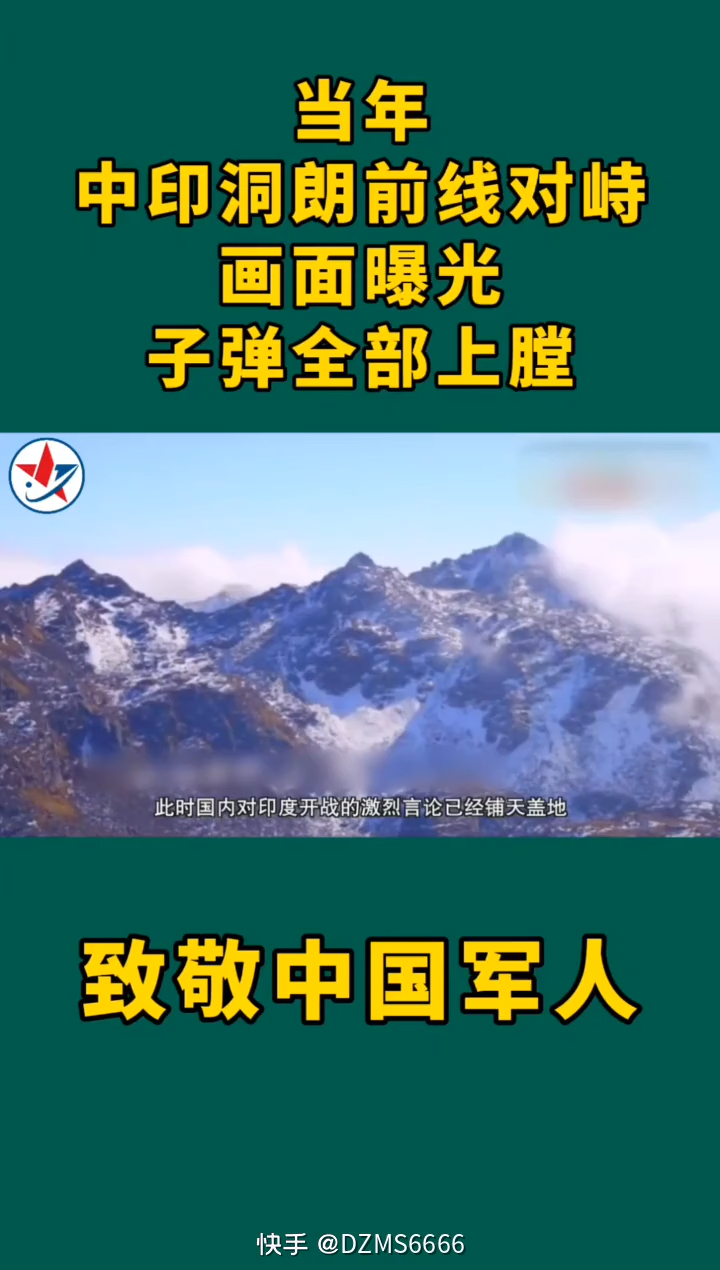 当年
中印洞朗前线对峙
画面曝光
子弹全部上膛
此时国内对印度开战的激烈言论已经铺天盖地
致敬中国军人
快手 @DZMS6666